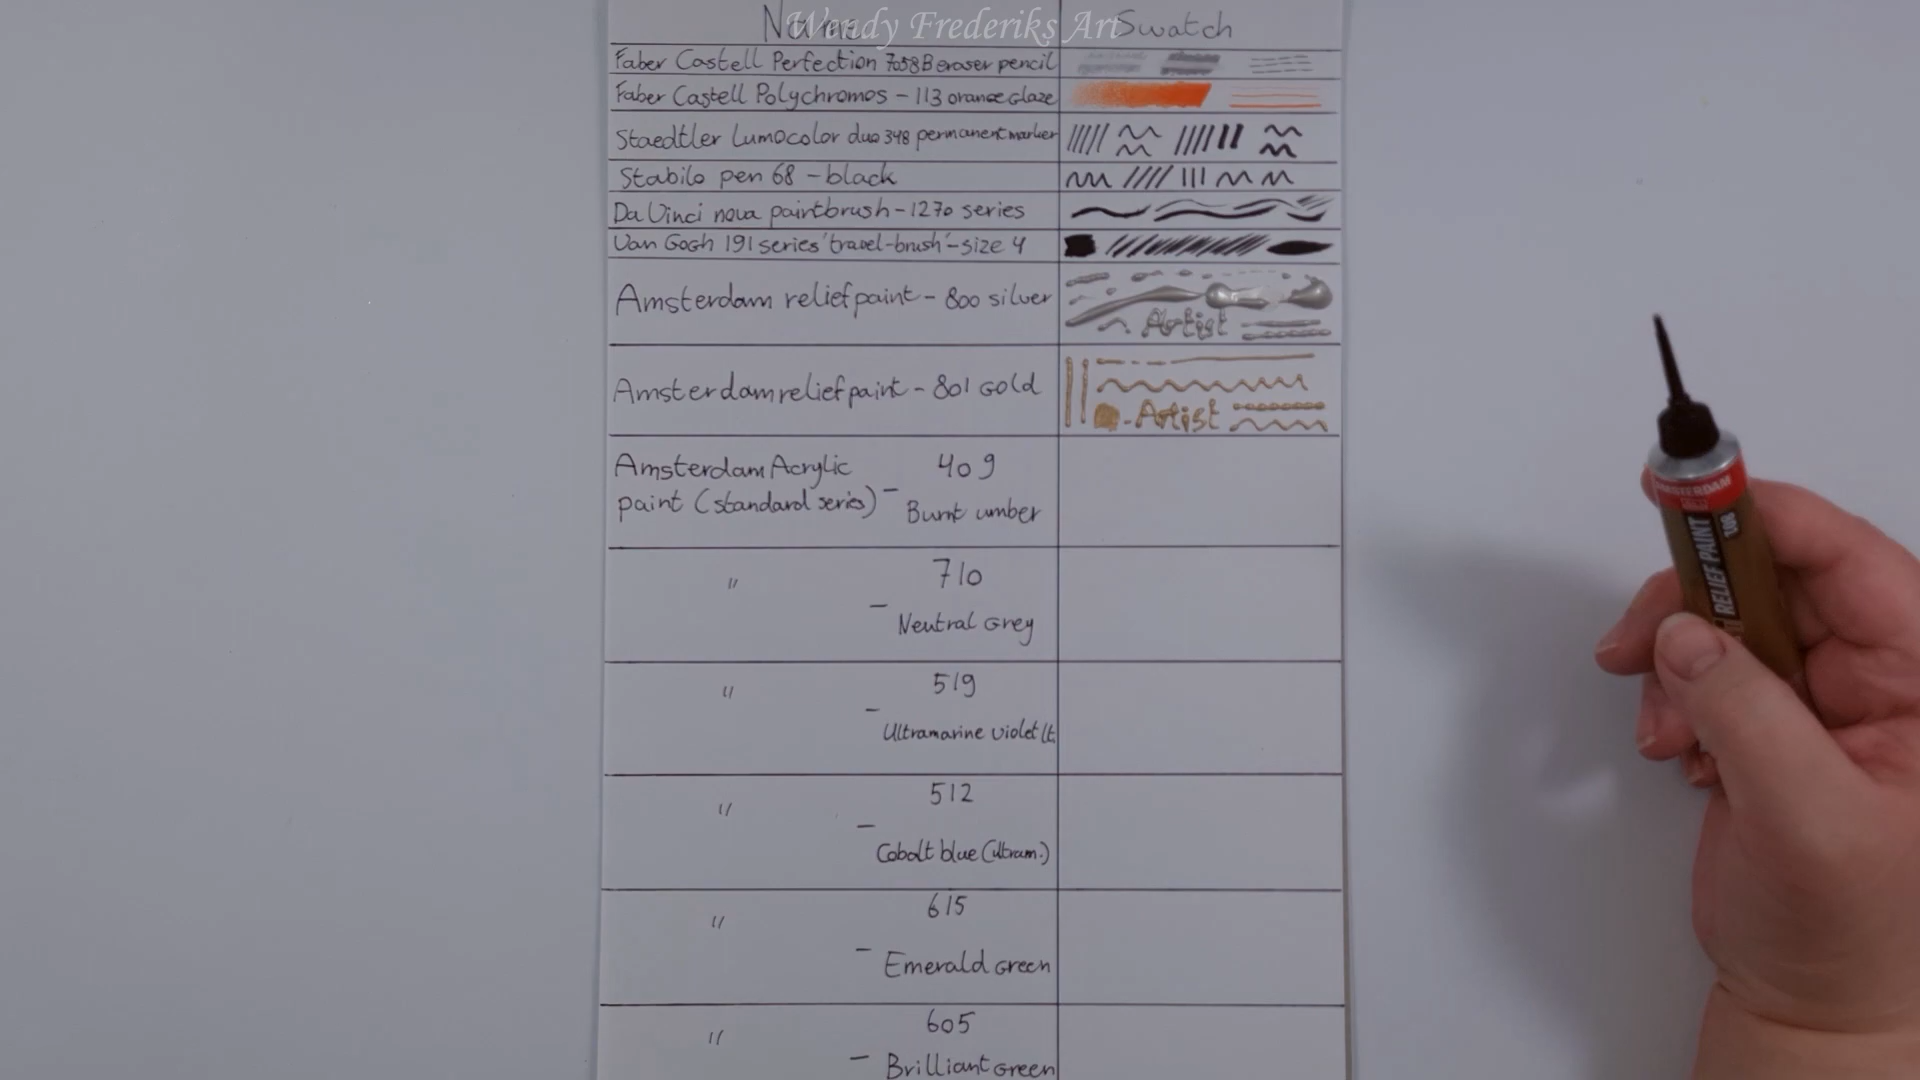 Name Swatch
Wendy Frederiks Art
Faber Castell Perfection 7058B eraser pencil
Faber Castell Polychromos - 113 orange Glaze
Staedtler Lumocolor duo 348 permanent marker
Stabilo pen 68 - black
Da Vinci nova paintbrush - 1270 series
Van Gogh 191 series 'travel-brush' - size 4
Amsterdam relief paint - 800 silver
Artist
Amsterdam relief paint - 801 Gold
Artist
Amsterdam Acrylic
paint (standard series) - 409
Burnt umber
" - 710
Neutral Grey
" - 519
Ultramarine violet lt.
" - 512
Cobalt blue (ultram.)
" - 615
Emerald Green
" - 605
Brilliant Green
AMSTERDAM
RELIEF PAINT
801